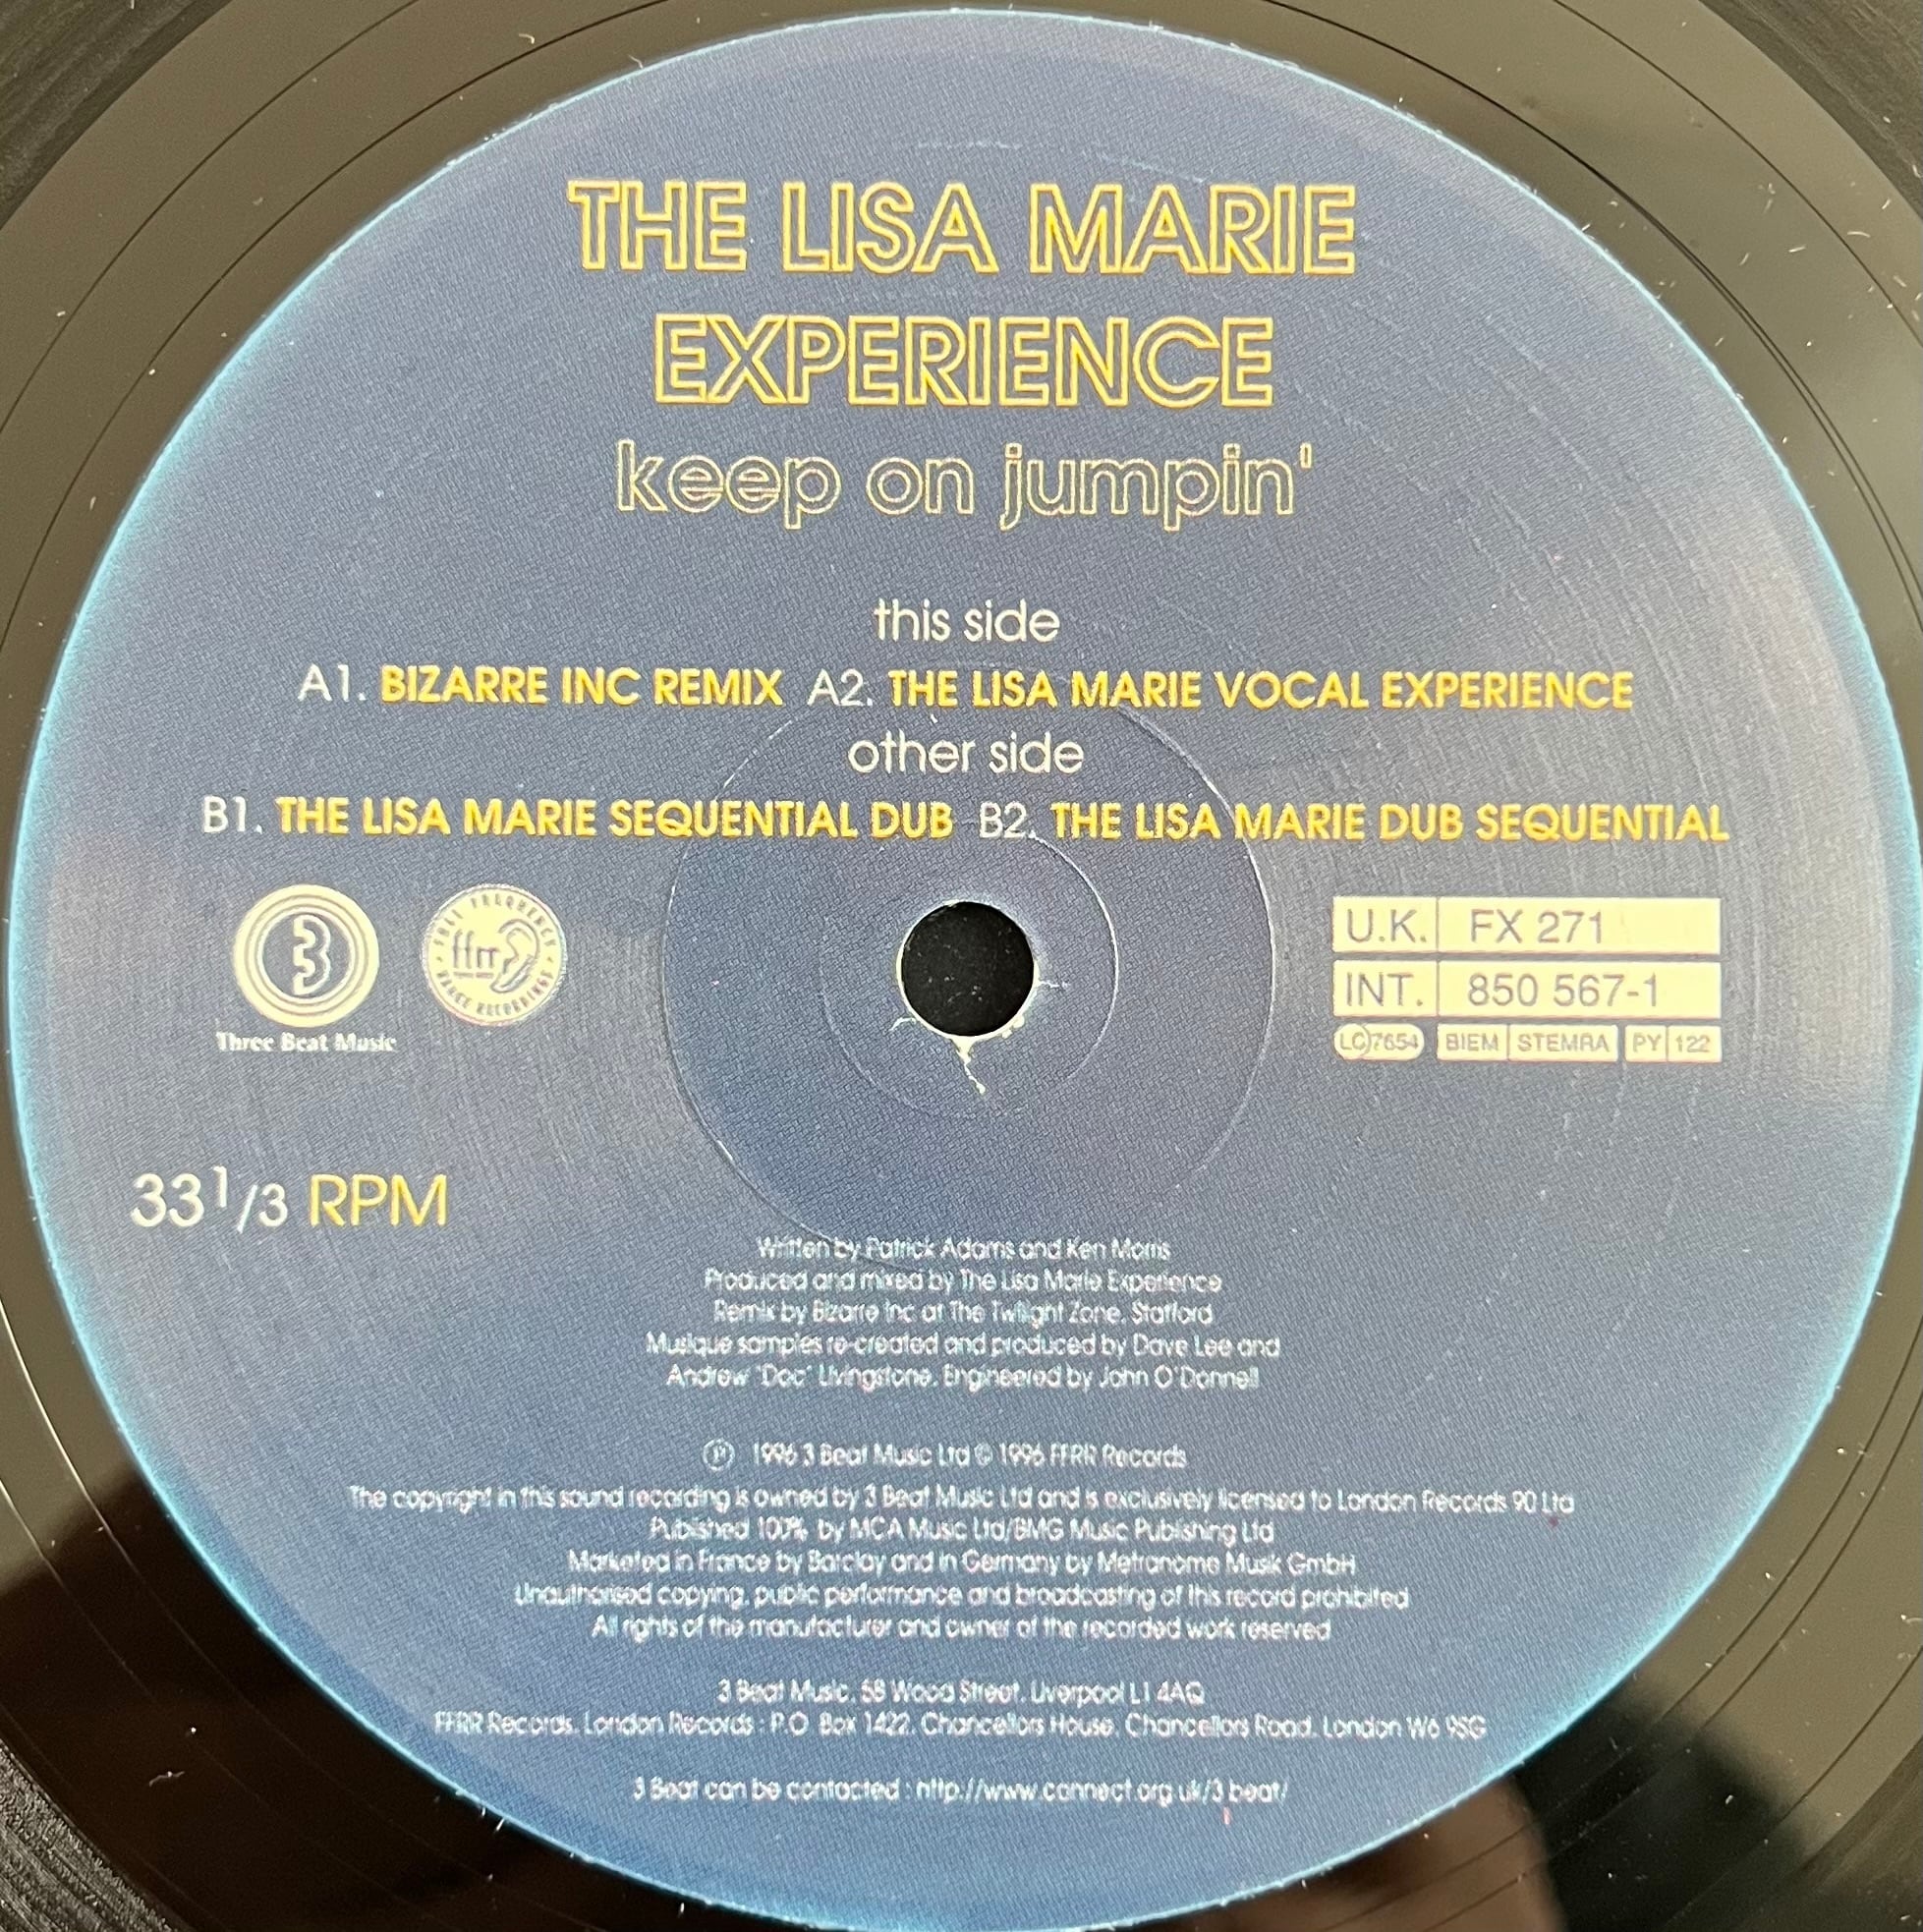 THE LISA MARIE
EXPERIENCE
keep on jumpin'
this side
A1. BIZARRE INC REMIX A2. THE LISA MARIE VOCAL EXPERIENCE
other side
B1. THE LISA MARIE SEQUENTIAL DUB B2. THE LISA MARIE DUB SEQUENTIAL
3
Three Beat Music
FULL FREQUENCY
ffrr
DANCE RECORDINGS
U.K. FX 271
INT. 850 567-1
LC 7654 BIEM STEMRA PY 122
33 1/3 RPM
Written by Patrick Adams and Ken Morris
Produced and mixed by The Lisa Marie Experience
Remix by Bizarre Inc at The Twilight Zone, Stafford
Musique samples re-created and produced by Dave Lee and
Andrew "Doc" Livingstone. Engineered by John O'Donnell
℗ 1996 3 Beat Music Ltd © 1996 FFRR Records
The copyright in this sound recording is owned by 3 Beat Music Ltd and is exclusively licensed to London Records 90 Ltd
Published 100% by MCA Music Ltd/BMG Music Publishing Ltd
Marketed in France by Barclay and in Germany by Metronome Musik GmbH
Unauthorised copying, public performance and broadcasting of this record prohibited
All rights of the manufacturer and owner of the recorded work reserved
3 Beat Music, 58 Wood Street, Liverpool L1 4AQ
FFRR Records, London Records : P.O. Box 1422, Chancellors House, Chancellors Road, London W6 9SG
3 Beat can be contacted : http://www.connect.org.uk/3 beat/